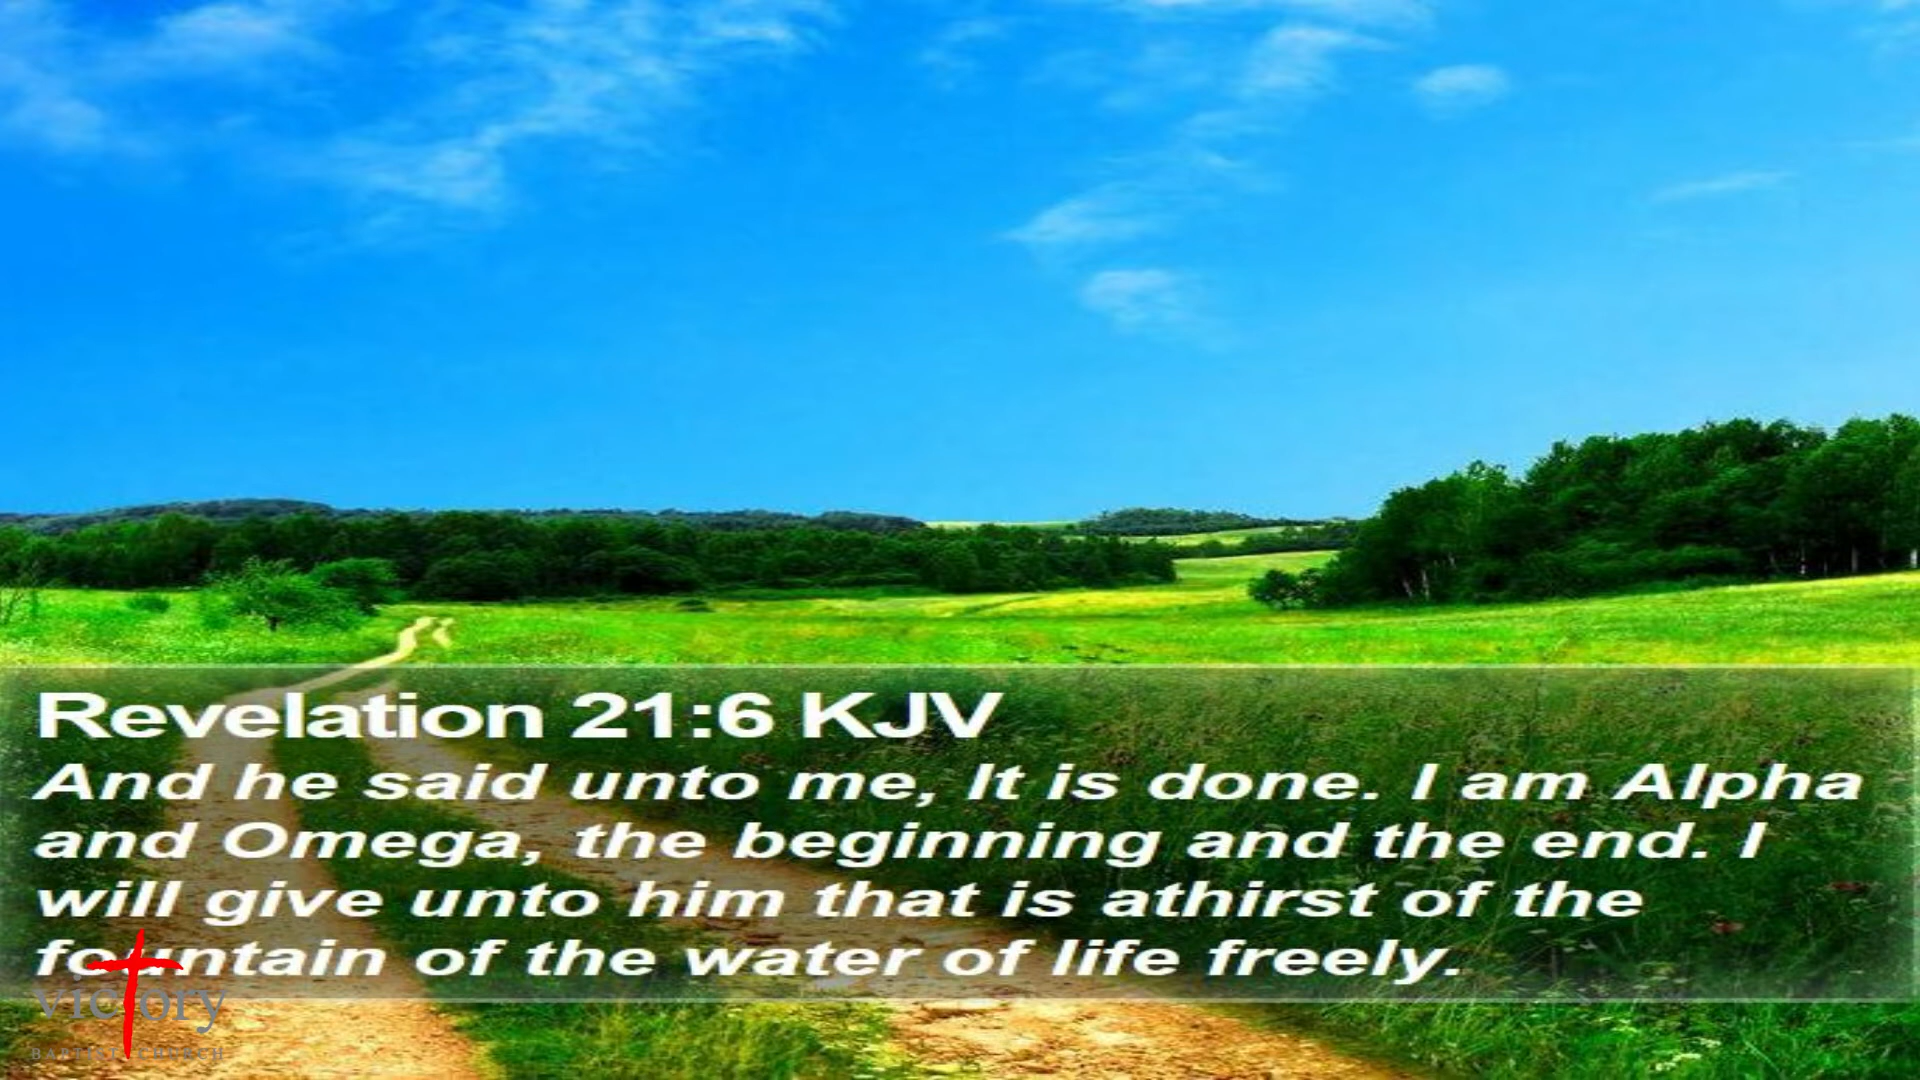 Revelation 21:6 KJV
And he said unto me, It is done. I am Alpha
and Omega, the beginning and the end. I
will give unto him that is athirst of the
fountain of the water of life freely.
victory
BAPTIST CHURCH